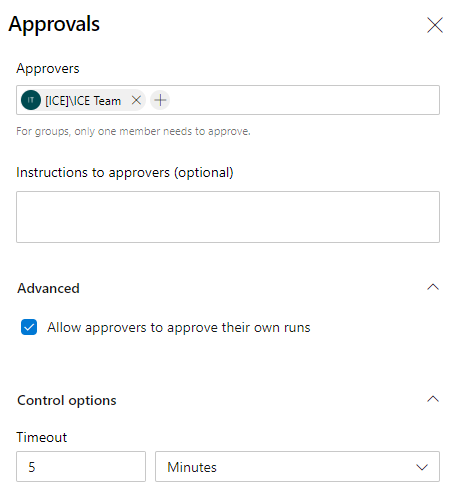 Approvals
Approvers
IT [ICE]\ICE Team
For groups, only one member needs to approve.
Instructions to approvers (optional)
Advanced
Allow approvers to approve their own runs
Control options
Timeout
5 Minutes